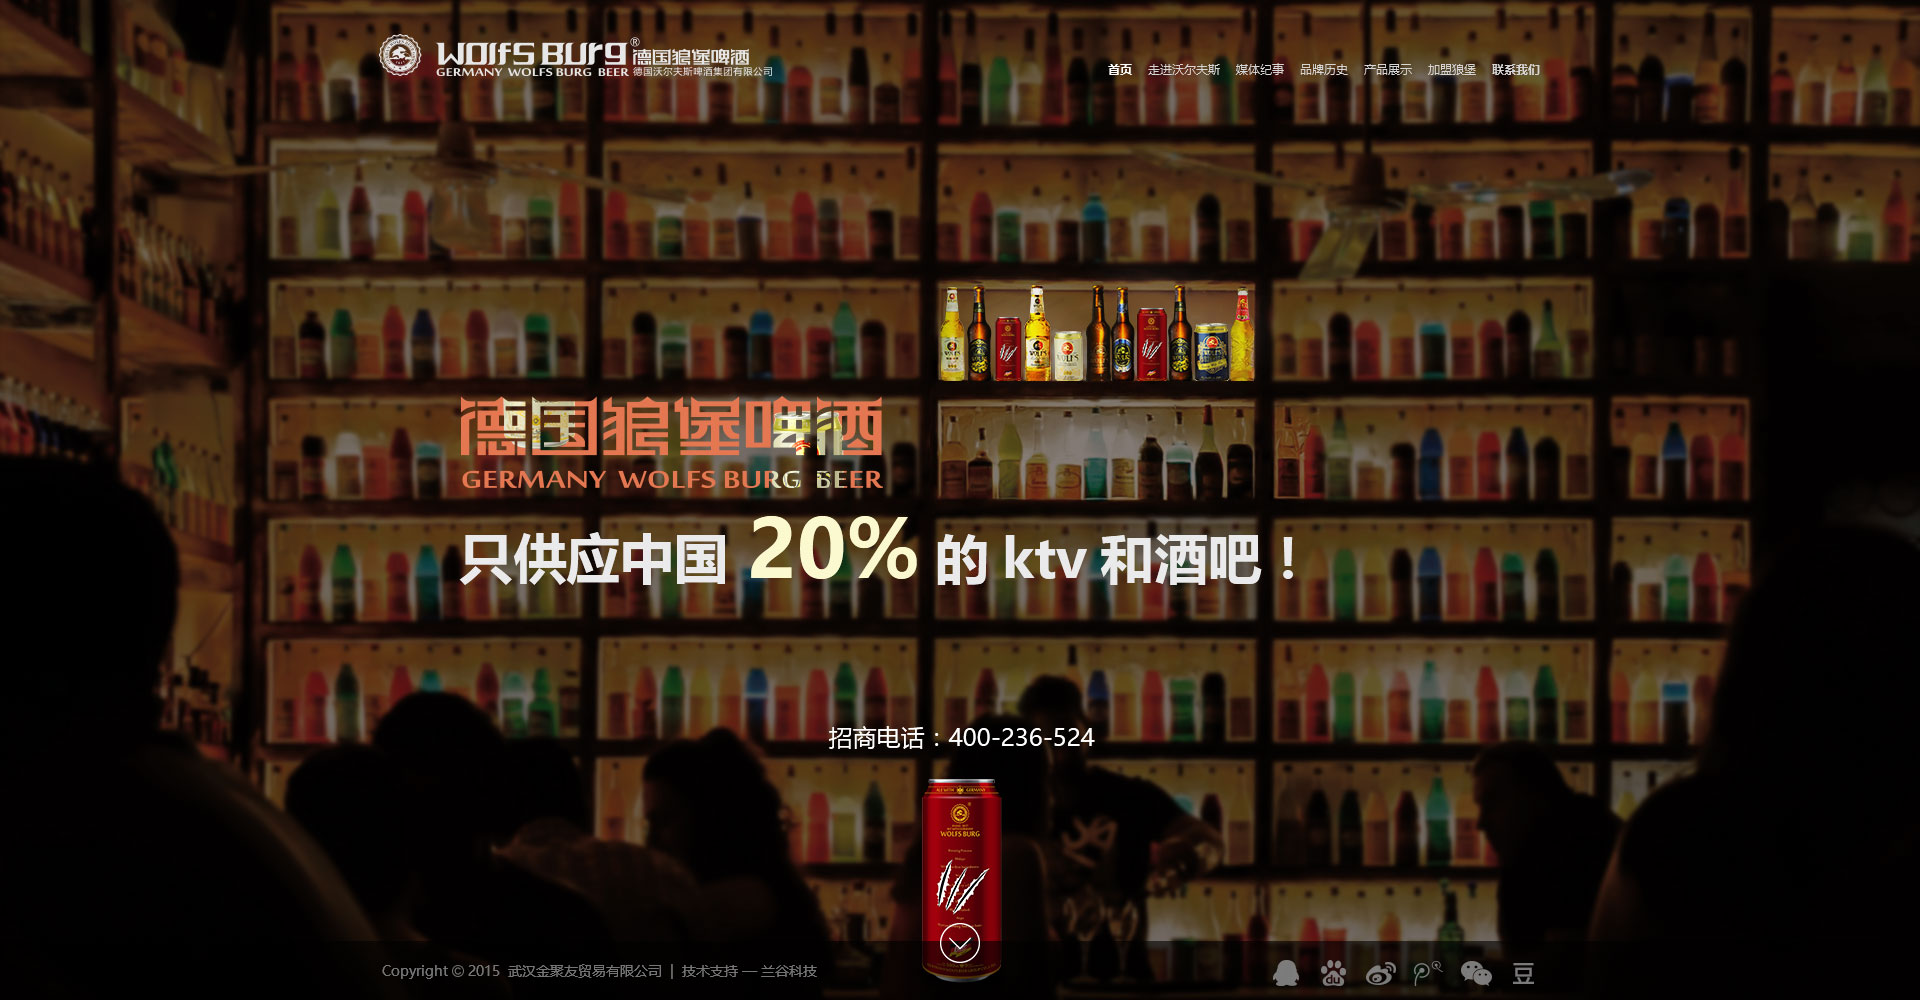 WOLFS BURG® 德国狼堡啤酒
GERMANY WOLFS BURG BEER 德国沃尔夫斯啤酒集团有限公司
首页 走进沃尔夫斯 媒体纪事 品牌历史 产品展示 加盟狼堡 联系我们
德国狼堡啤酒
GERMANY WOLFS BURG BEER
只供应中国 20% 的 ktv 和酒吧！
招商电话：400-236-524
WOLFS BURG
Copyright © 2015 武汉金聚友贸易有限公司 | 技术支持 — 兰谷科技
du
豆